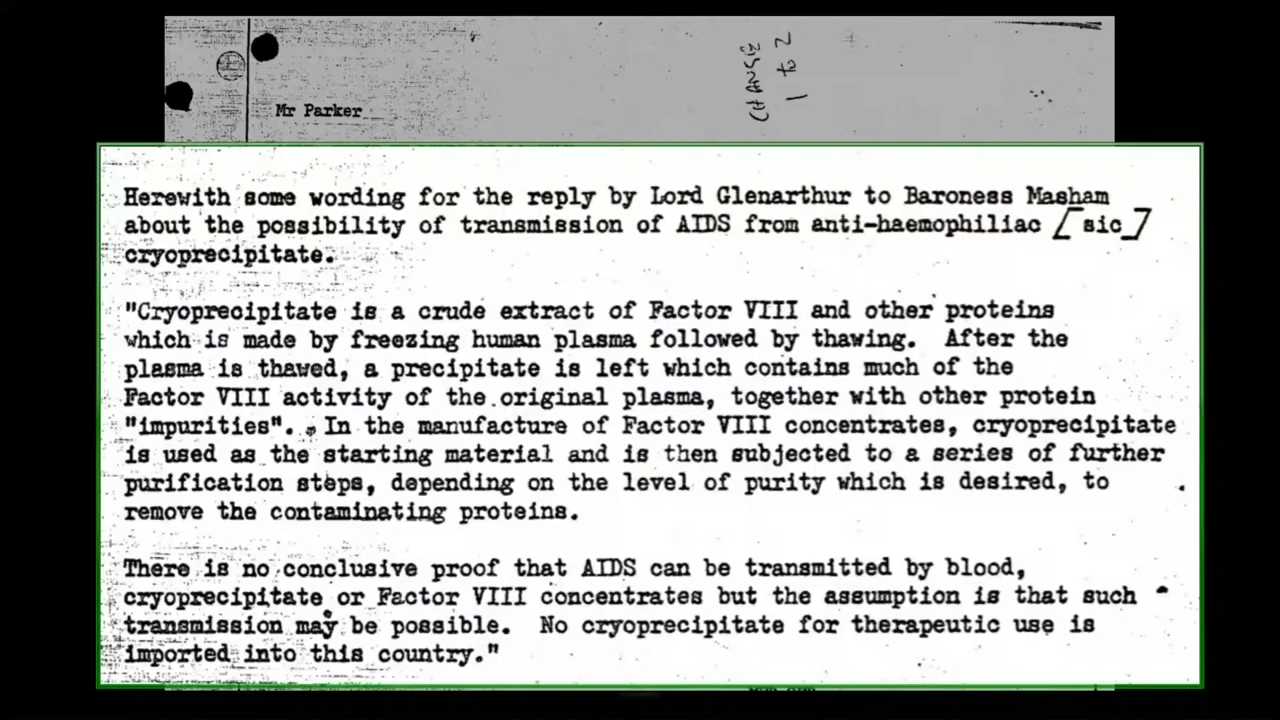 CHANGE
1 to 2
Mr Parker
Herewith some wording for the reply by Lord Glenarthur to Baroness Masham
about the possibility of transmission of AIDS from anti-haemophiliac [sic]
cryoprecipitate.
"Cryoprecipitate is a crude extract of Factor VIII and other proteins
which is made by freezing human plasma followed by thawing. After the
plasma is thawed, a precipitate is left which contains much of the
Factor VIII activity of the original plasma, together with other protein
"impurities". In the manufacture of Factor VIII concentrates, cryoprecipitate
is used as the starting material and is then subjected to a series of further
purification steps, depending on the level of purity which is desired, to
remove the contaminating proteins.
There is no conclusive proof that AIDS can be transmitted by blood,
cryoprecipitate or Factor VIII concentrates but the assumption is that such
transmission may be possible. No cryoprecipitate for therapeutic use is
imported into this country."